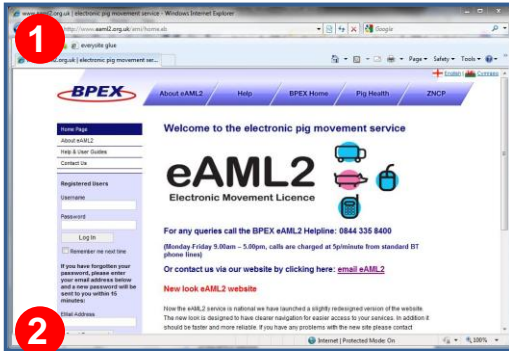 www.eaml2.org.uk | electronic pig movement service - Windows Internet Explorer
http://www.eaml2.org.uk/ami/home.eb
Google
everysite glue
2.org.uk | electronic pig movement ser...
Page Safety Tools
1
English | Cymraeg
BPEX
About eAML2 Help BPEX Home Pig Health ZNCP
Home Page
About eAML2
Help & User Guides
Contact Us
Registered Users
Username
Password
Log In
Remember me next time
If you have forgotten your
password, please enter
your email address below
and a new password will be
sent to you within 15
minutes:
EMail Address
2
Welcome to the electronic pig movement service
eAML2
Electronic Movement Licence
For any queries call the BPEX eAML2 Helpline: 0844 335 8400
(Monday-Friday 9.00am – 5.00pm, calls are charged at 5p/minute from standard BT
phone lines)
Or contact us via our website by clicking here: email eAML2
New look eAML2 website
Now the eAML2 service is national we have launched a slightly redesigned version of the website.
The new look is designed to have clearer navigation for easier access to your services. In addition it
should be faster and more reliable. If you have any problems with the new site please contact
Internet | Protected Mode: On
100%